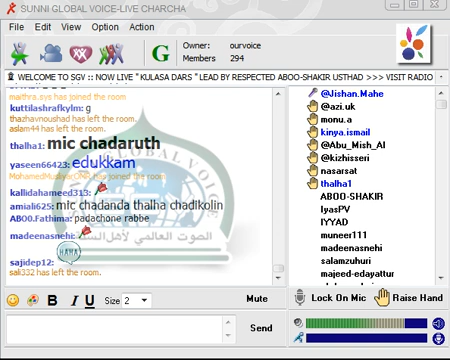 SUNNI GLOBAL VOICE-LIVE CHARCHA
File Edit View Option Action
G
Owner: ourvoice
Members 294
WELCOME TO SGV :: NOW LIVE " KULASA DARS " LEAD BY RESPECTED ABOO-SHAKIR USTHAD >>> VISIT RADIO
maithra.sys has joined the room
kuttilashrafkylm: g
thazhavnoushad has left the room.
aslam44 has left the room.
thalha1: mic chadaruth
yaseen66423: edukkam
has joined the room
kallidahameed313:
amiali625: mic chadanda thalha chadikolin
ABOO.Fathima: padachone rabbe
madeenasnehi:
HAHA
sajidep12:
sali332 has left the room.
الصوت العالمي لأهل السنة
@Jishan.Mahe
@azi.uk
monu.a
kinya.ismail
@Abu_Mish_Al
@kizhisseri
nasarsat
thalha1
ABOO-SHAKIR
IyasPV
IYYAD
muneer111
madeenasnehi
salamzuhuri
majeed-edayattur
B I U Size 2 Mute
Send
Lock On Mic Raise Hand